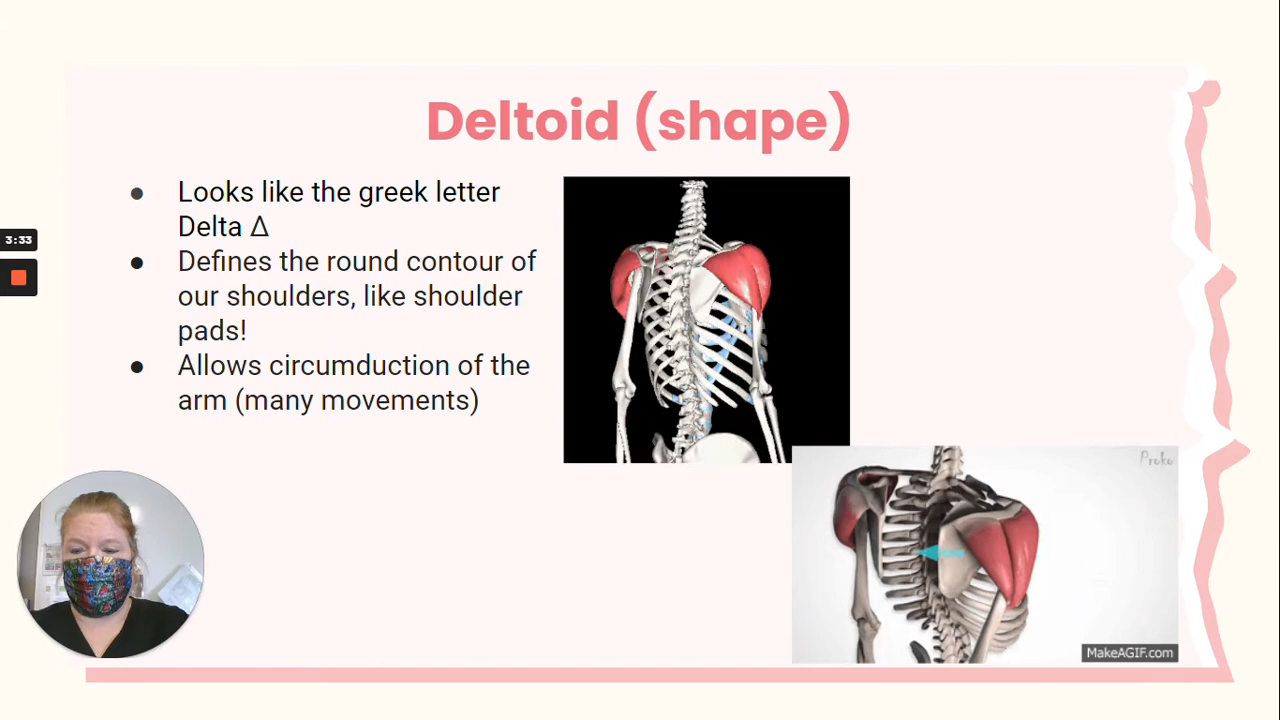 Deltoid (shape)
● Looks like the greek letter
Delta Δ
● Defines the round contour of
our shoulders, like shoulder
pads!
● Allows circumduction of the
arm (many movements)
3:33
Proko
MakeAGIF.com